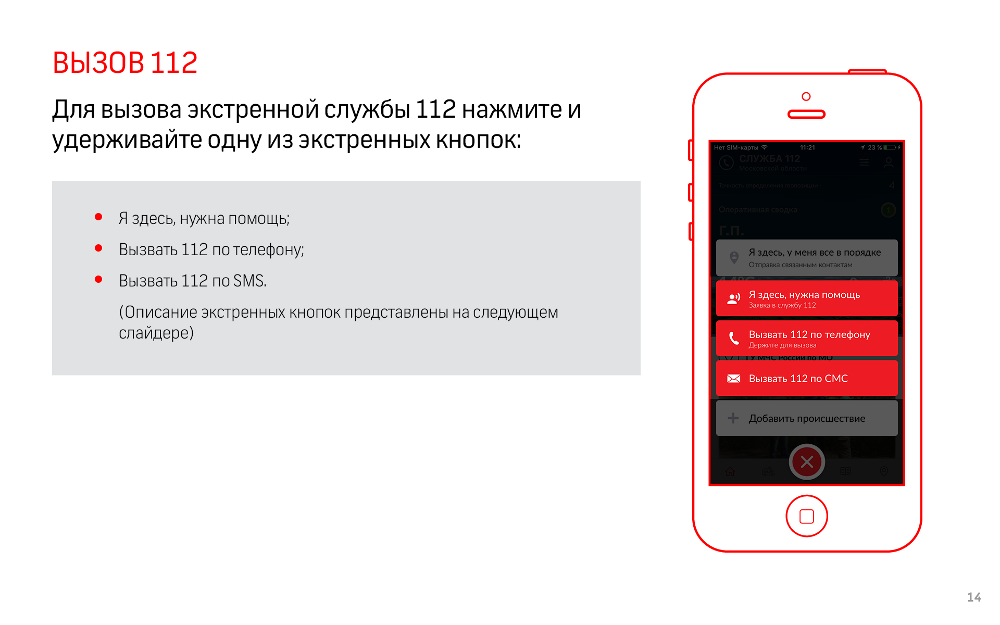 ВЫЗОВ 112
Для вызова экстренной службы 112 нажмите и
удерживайте одну из экстренных кнопок:
Я здесь, нужна помощь;
Вызвать 112 по телефону;
Вызвать 112 по SMS.
(Описание экстренных кнопок представлены на следующем
слайдере)
Нет SIM-карты 11:21 23 %
СЛУЖБА 112
Московской области
Точность определения геопозиции -
Оперативная сводка 1
Г.П.
Я здесь, у меня все в порядке
Отправка связанным контактам
Я здесь, нужна помощь
Заявка в службу 112
Вызвать 112 по телефону
Держите для вызова
ГУ МЧС России по МО
Вызвать 112 по СМС
Добавить происшествие
14